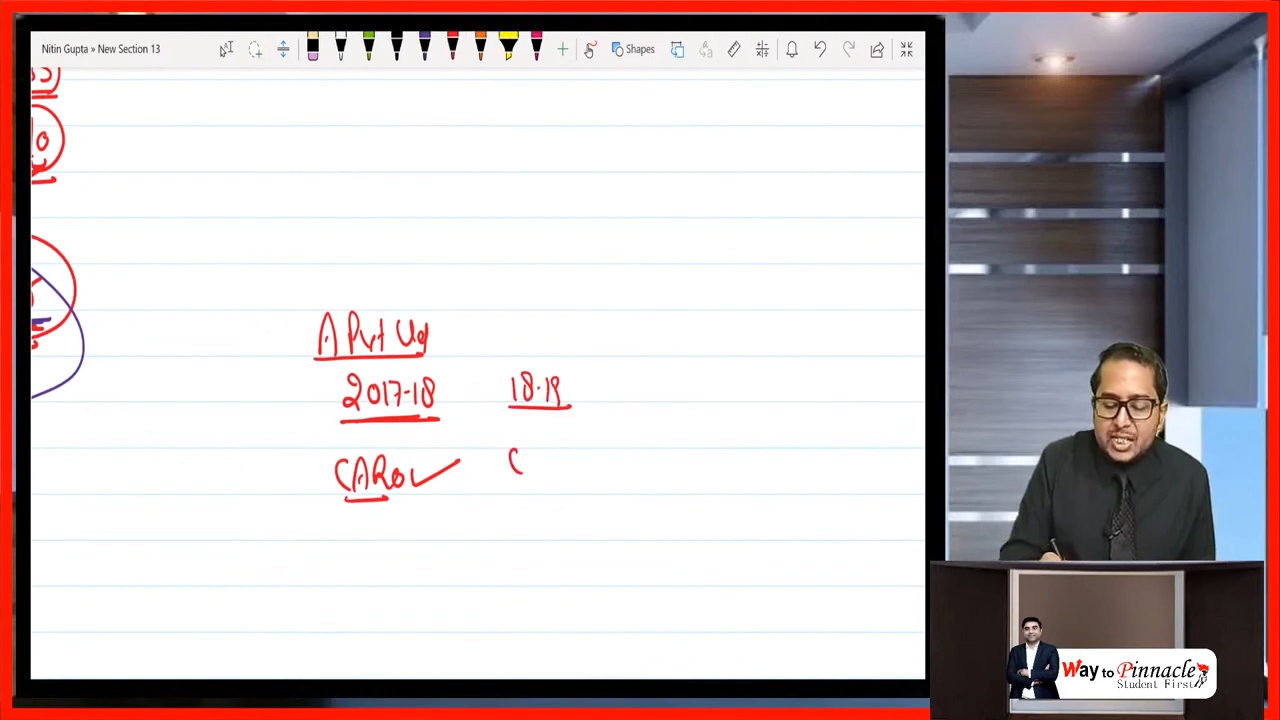 Nitin Gupta » New Section 13
Shapes
A Pvt Ltd
2017-18 18-19
CARO ✓ C
Way to Pinnacle
Student First